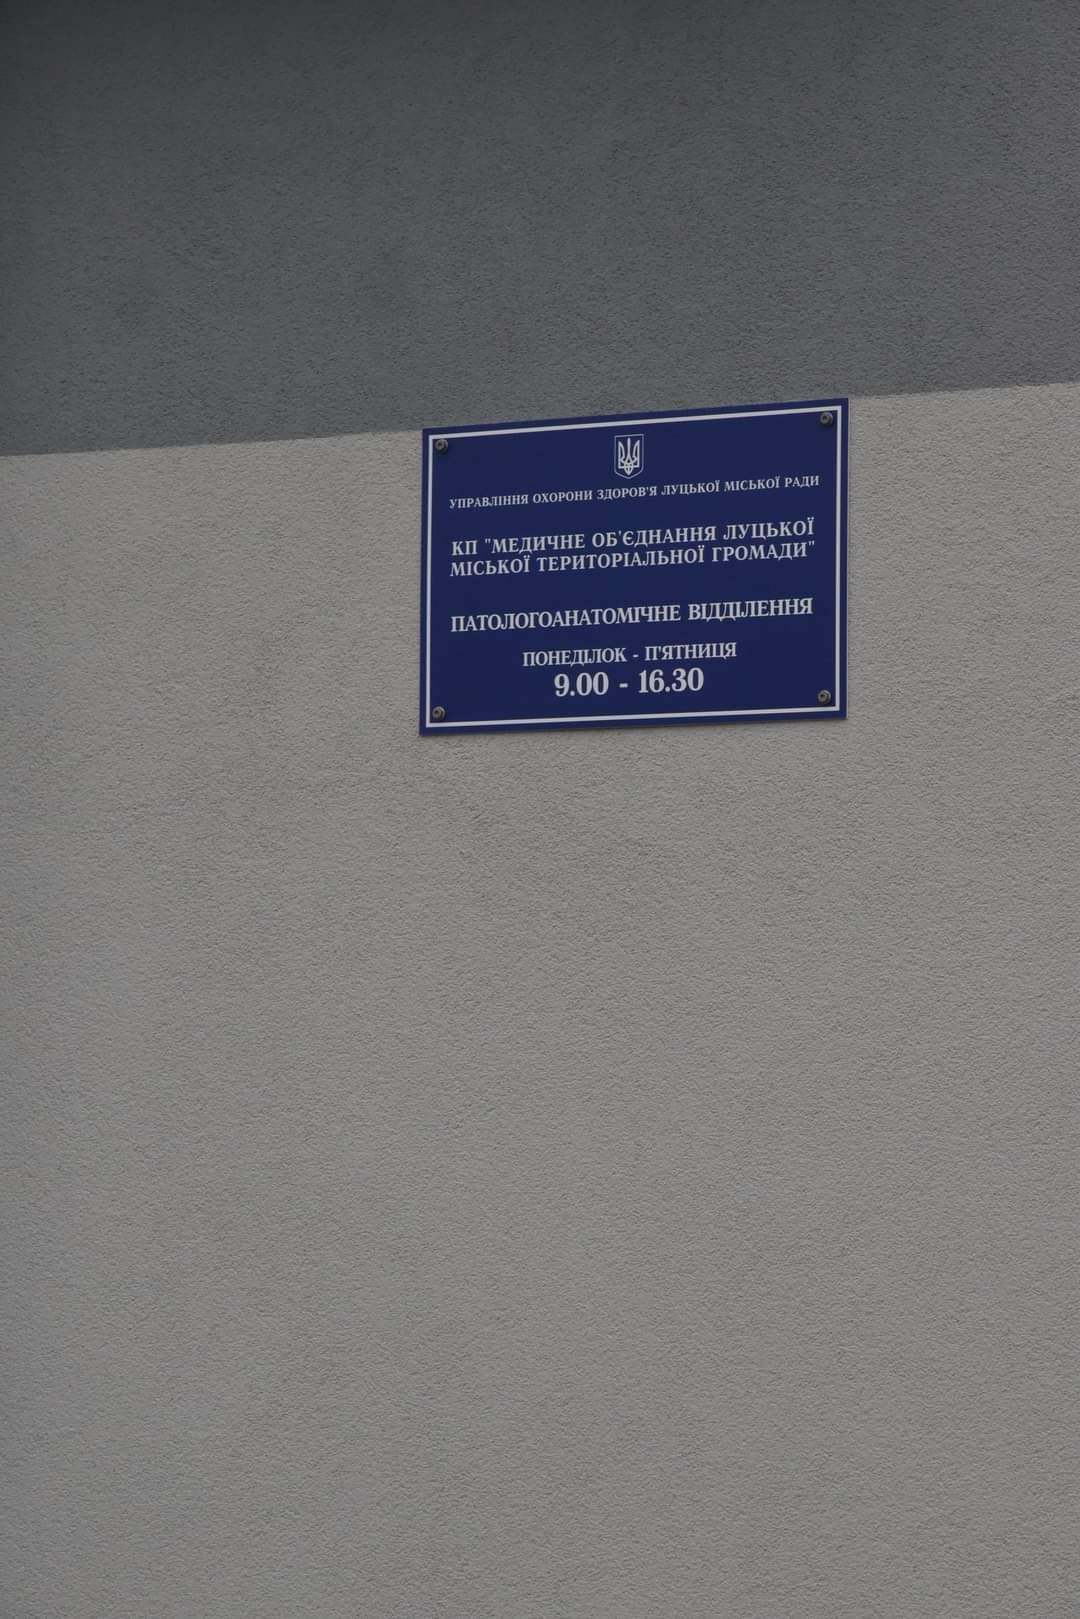 УПРАВЛІННЯ ОХОРОНИ ЗДОРОВ'Я ЛУЦЬКОЇ МІСЬКОЇ РАДИ
КП "МЕДИЧНЕ ОБ'ЄДНАННЯ ЛУЦЬКОЇ
МІСЬКОЇ ТЕРИТОРІАЛЬНОЇ ГРОМАДИ"
ПАТОЛОГОАНАТОМІЧНЕ ВІДДІЛЕННЯ
ПОНЕДІЛОК - П'ЯТНИЦЯ
9.00 - 16.30